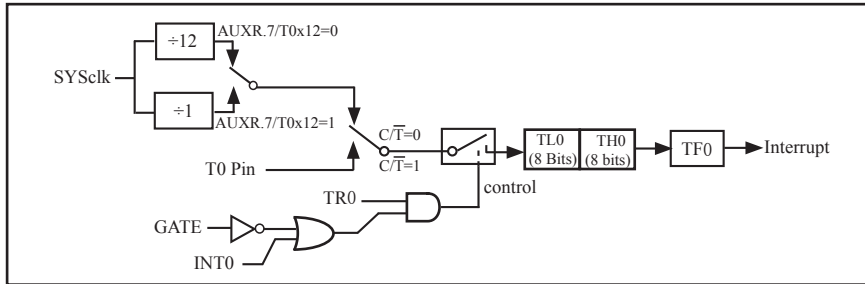 ÷12
AUXR.7/T0x12=0
SYSclk
÷1
AUXR.7/T0x12=1
C/T̅=0
C/T̅=1
T0 Pin
TL0
(8 Bits)
TH0
(8 bits)
TF0
Interrupt
control
TR0
GATE
INT0